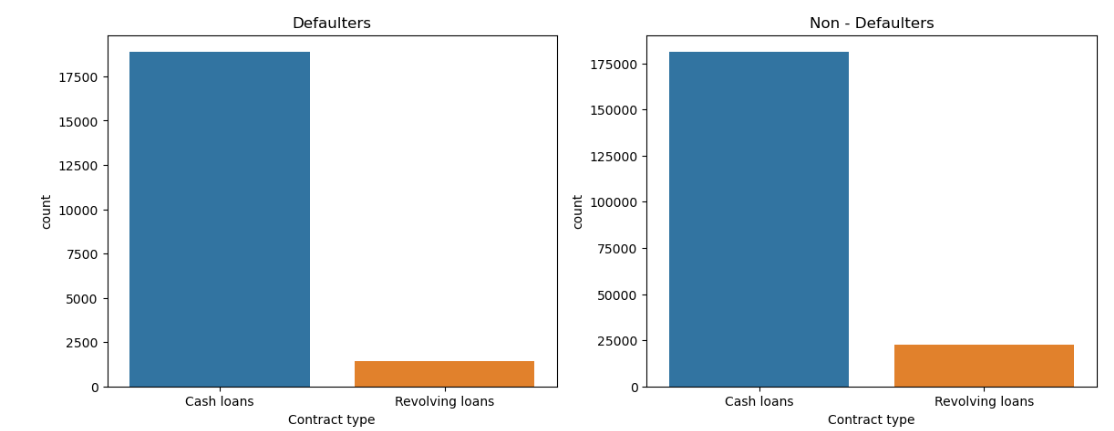 Defaulters
count
17500
15000
12500
10000
7500
5000
2500
0
Cash loans
Revolving loans
Contract type
Non - Defaulters
count
175000
150000
125000
100000
75000
50000
25000
0
Cash loans
Revolving loans
Contract type